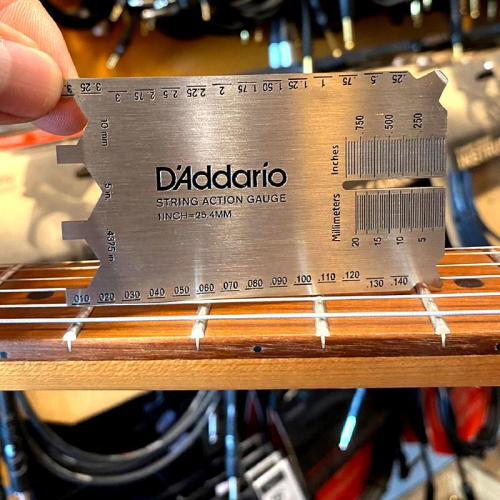 3.25 3 2.75 2.5 2.25 2 1.75 1.50 1.25 1 .75 .5 .25
10 mm
.5 in.
.4375 in.
D'Addario
STRING ACTION GAUGE
1INCH=25.4MM
Inches
.750 .500 .250
Millimeters
20 15 10 5
.010 .020 .030 .040 .050 .060 .070 .080 .090 .100 .110 .120 .130 .140